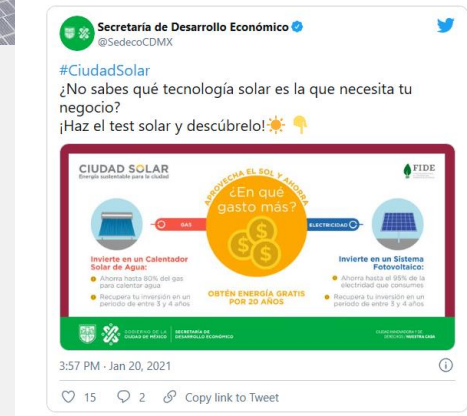 Secretaría de Desarrollo Económico
@SedecoCDMX
#CiudadSolar
¿No sabes qué tecnología solar es la que necesita tu
negocio?
¡Haz el test solar y descúbrelo!
CIUDAD SOLAR
Energía sustentable para la ciudad
APROVECHA EL SOL Y AHORRA
FIDE
¿En qué
gasto más?
GAS
ELECTRICIDAD
Invierte en un Calentador
Solar de Agua:
Ahorra hasta 80% del gas
para calentar agua
Recupera tu inversión en un
periodo de entre 3 y 4 años
OBTÉN ENERGÍA GRATIS
POR 20 AÑOS
Invierte en un Sistema
Fotovoltaico:
Ahorra hasta el 95% de la
electricidad que consumes
Recupera tu inversión en un
periodo de entre 3 y 4 años
GOBIERNO DE LA
CIUDAD DE MÉXICO
SECRETARÍA DE
DESARROLLO ECONÓMICO
CIUDAD INNOVADORA Y DE
DERECHOS / NUESTRA CASA
3:57 PM · Jan 20, 2021
15
2
Copy link to Tweet